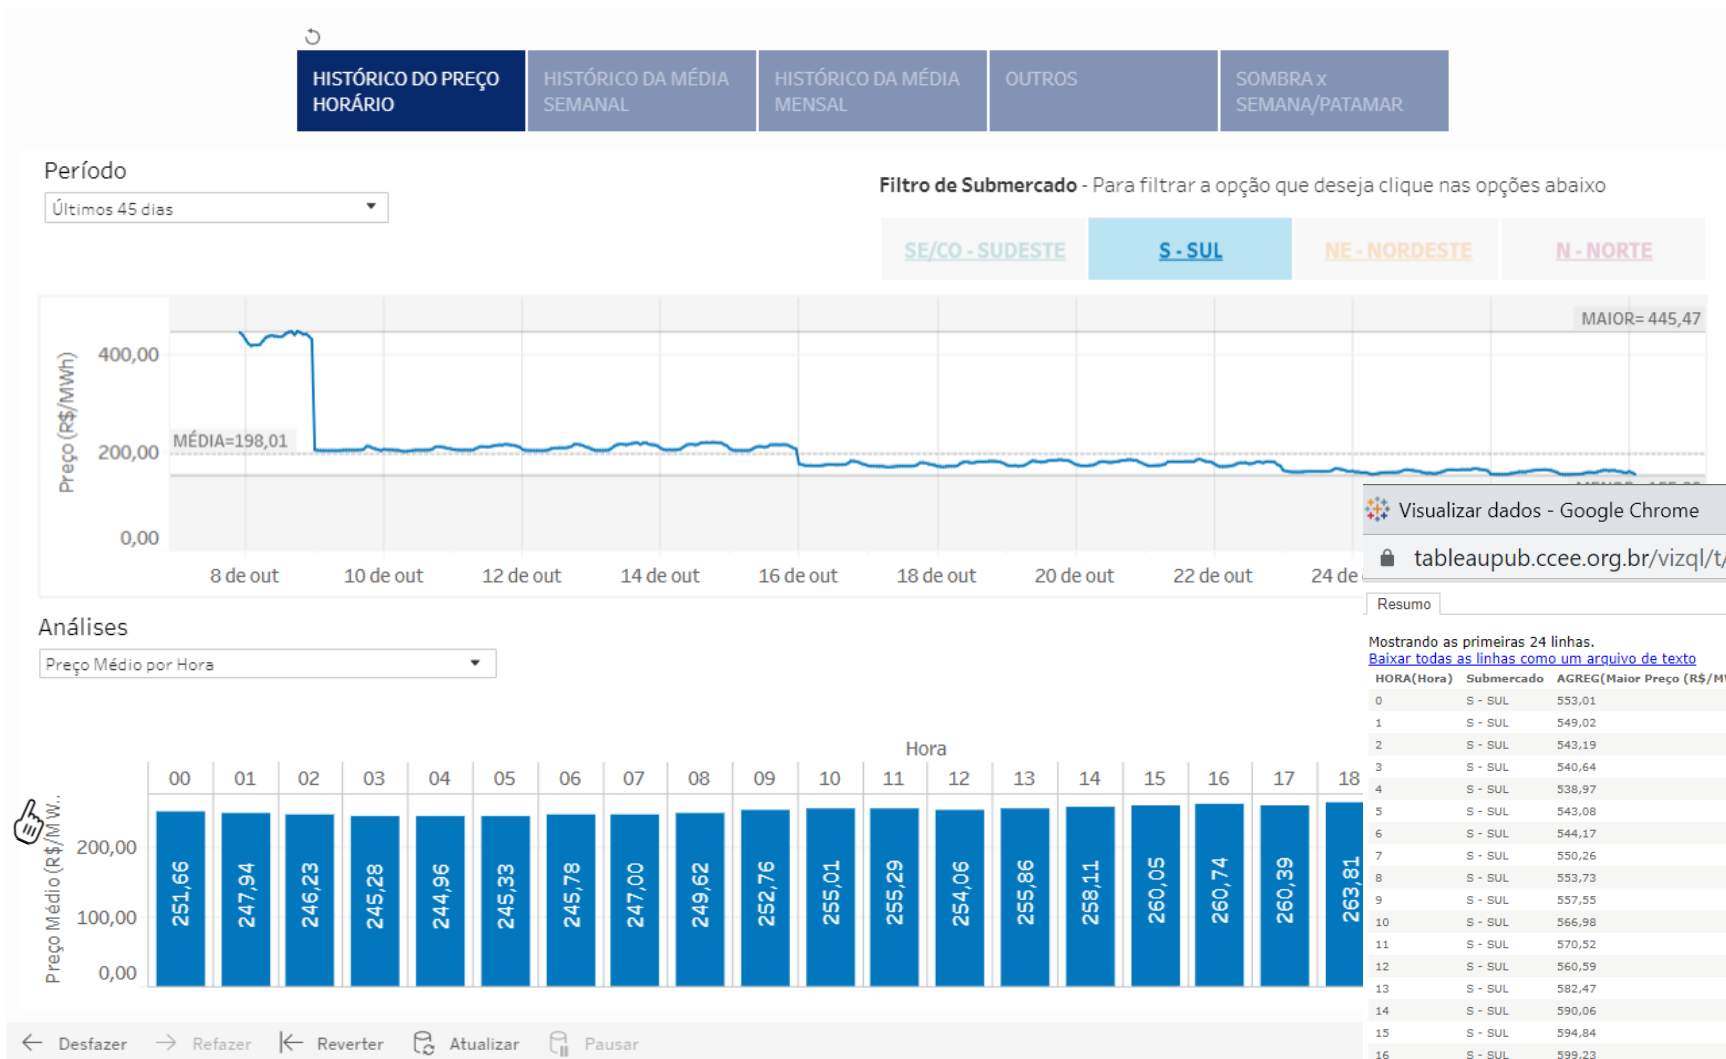 HISTÓRICO DO PREÇO HORÁRIO
HISTÓRICO DA MÉDIA SEMANAL
HISTÓRICO DA MÉDIA MENSAL
OUTROS
SOMBRA x SEMANA/PATAMAR
Período
Últimos 45 dias
Filtro de Submercado - Para filtrar a opção que deseja clique nas opções abaixo
SE/CO - SUDESTE
S - SUL
NE - NORDESTE
N - NORTE
MAIOR= 445,47
Preço (R$/MWh)
400,00
MÉDIA=198,01
200,00
0,00
8 de out
10 de out
12 de out
14 de out
16 de out
18 de out
20 de out
22 de out
24 de
Análises
Preço Médio por Hora
Hora
00 01 02 03 04 05 06 07 08 09 10 11 12 13 14 15 16 17 18
Preço Médio (R$/MW..
200,00
100,00
0,00
251,66 247,94 246,23 245,28 244,96 245,33 245,78 247,00 249,62 252,76 255,01 255,29 254,06 255,86 258,11 260,05 260,74 260,39 263,81
Desfazer
Refazer
Reverter
Atualizar
Pausar
Visualizar dados - Google Chrome
tableaupub.ccee.org.br/vizql/t/
Resumo
Mostrando as primeiras 24 linhas.
Baixar todas as linhas como um arquivo de texto
HORA(Hora) Submercado AGREG(Maior Preço (R$/M
0 S - SUL 553,01
1 S - SUL 549,02
2 S - SUL 543,19
3 S - SUL 540,64
4 S - SUL 538,97
5 S - SUL 543,08
6 S - SUL 544,17
7 S - SUL 550,26
8 S - SUL 553,73
9 S - SUL 557,55
10 S - SUL 566,98
11 S - SUL 570,52
12 S - SUL 560,59
13 S - SUL 582,47
14 S - SUL 590,06
15 S - SUL 594,84
16 S - SUL 599,23